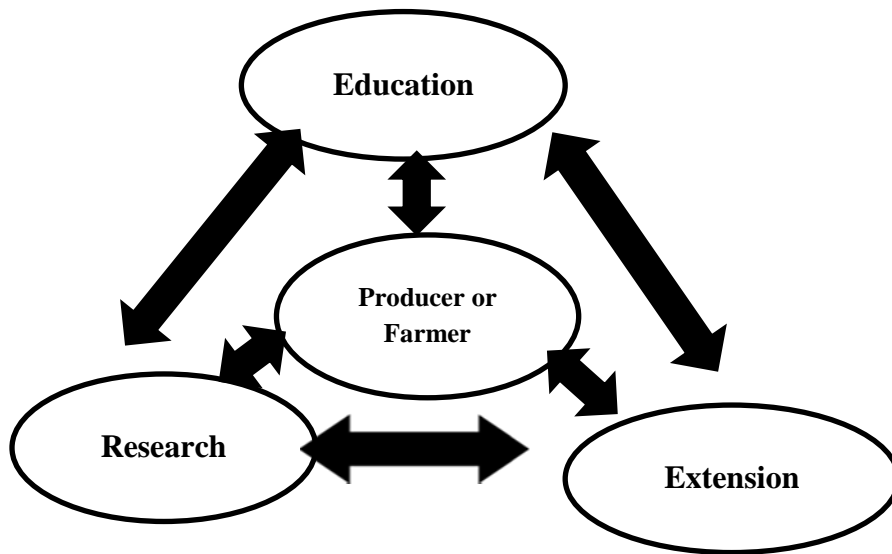 Education
Producer or
Farmer
Research
Extension